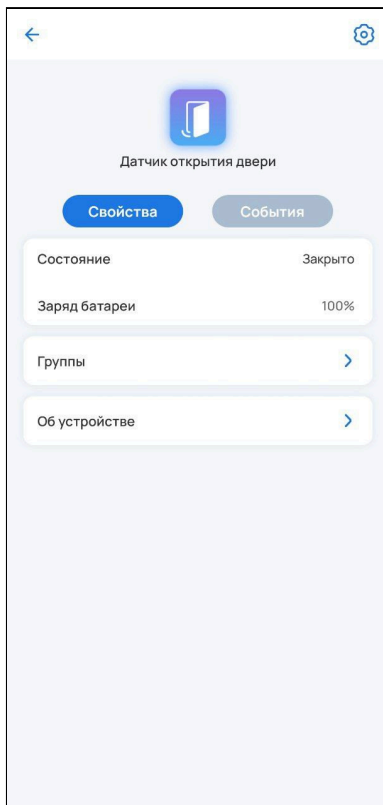 Датчик открытия двери
Свойства
События
Состояние
Закрыто
Заряд батареи
100%
Группы
Об устройстве